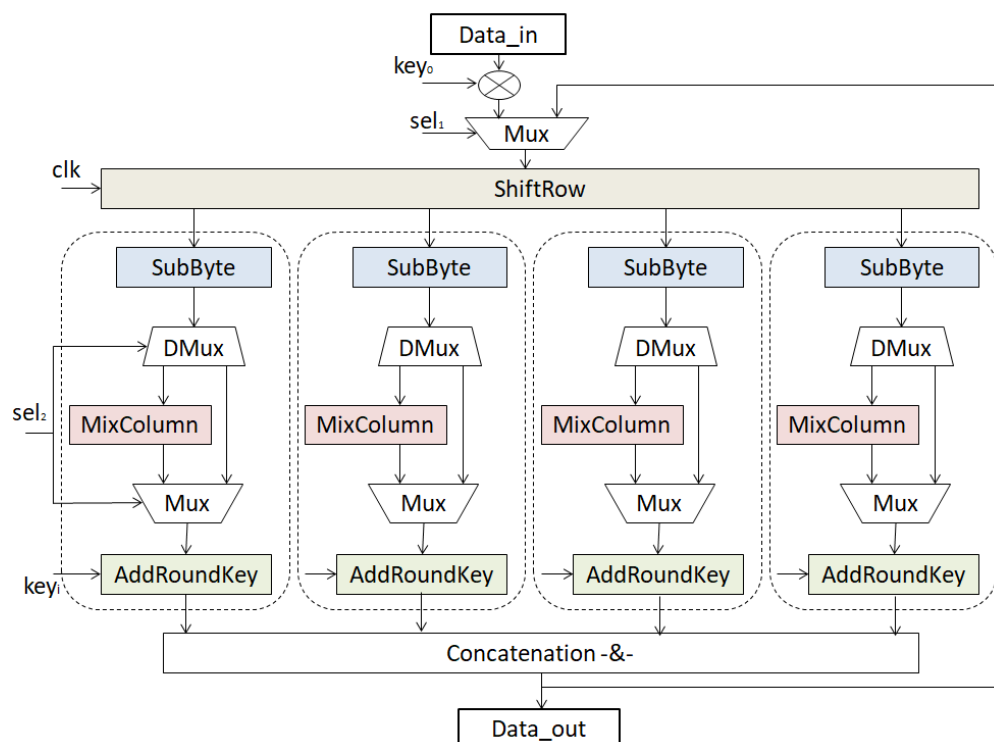 Data_in
key₀
sel₁
Mux
clk
ShiftRow
SubByte SubByte SubByte SubByte
DMux DMux DMux DMux
sel₂
MixColumn MixColumn MixColumn MixColumn
Mux Mux Mux Mux
AddRoundKey AddRoundKey AddRoundKey AddRoundKey
keyᵢ
Concatenation -&-
Data_out